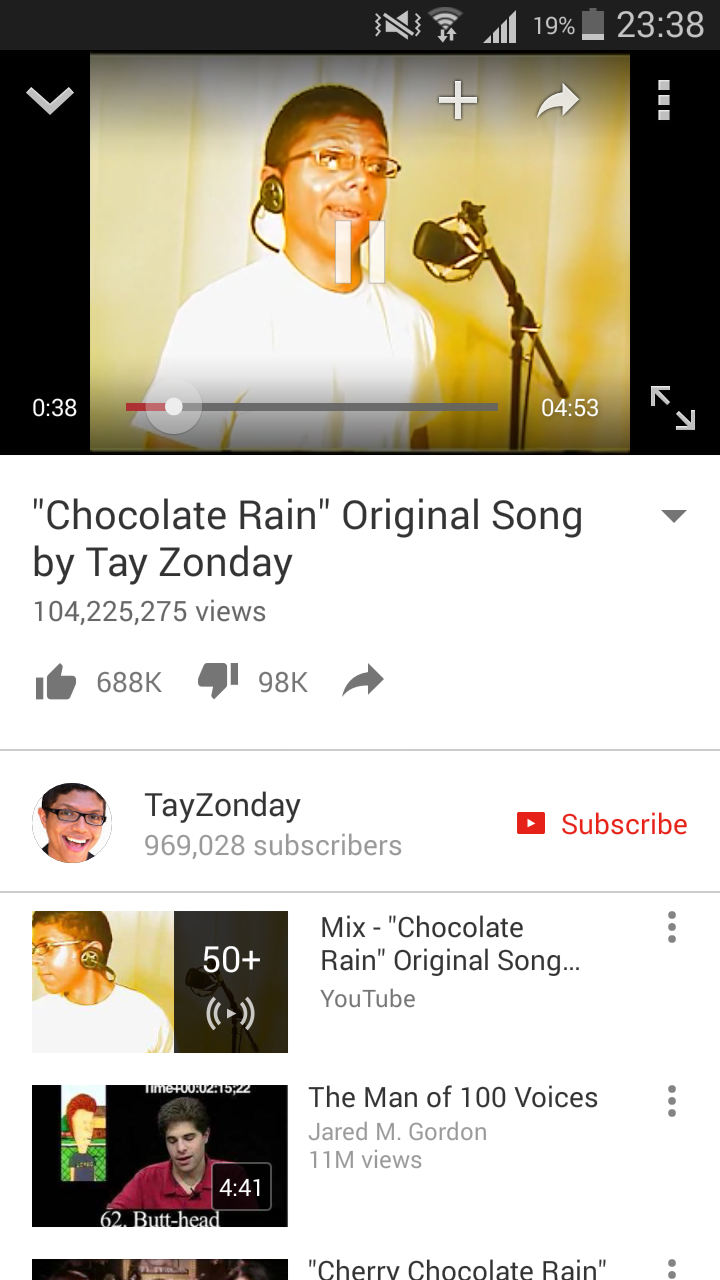 19% 23:38
0:38 04:53
"Chocolate Rain" Original Song
by Tay Zonday
104,225,275 views
688K 98K
TayZonday
969,028 subscribers
Subscribe
50+
Mix - "Chocolate
Rain" Original Song...
YouTube
Time+00:02:15;22
62. Butt-head
4:41
The Man of 100 Voices
Jared M. Gordon
11M views
"Cherry Chocolate Rain"